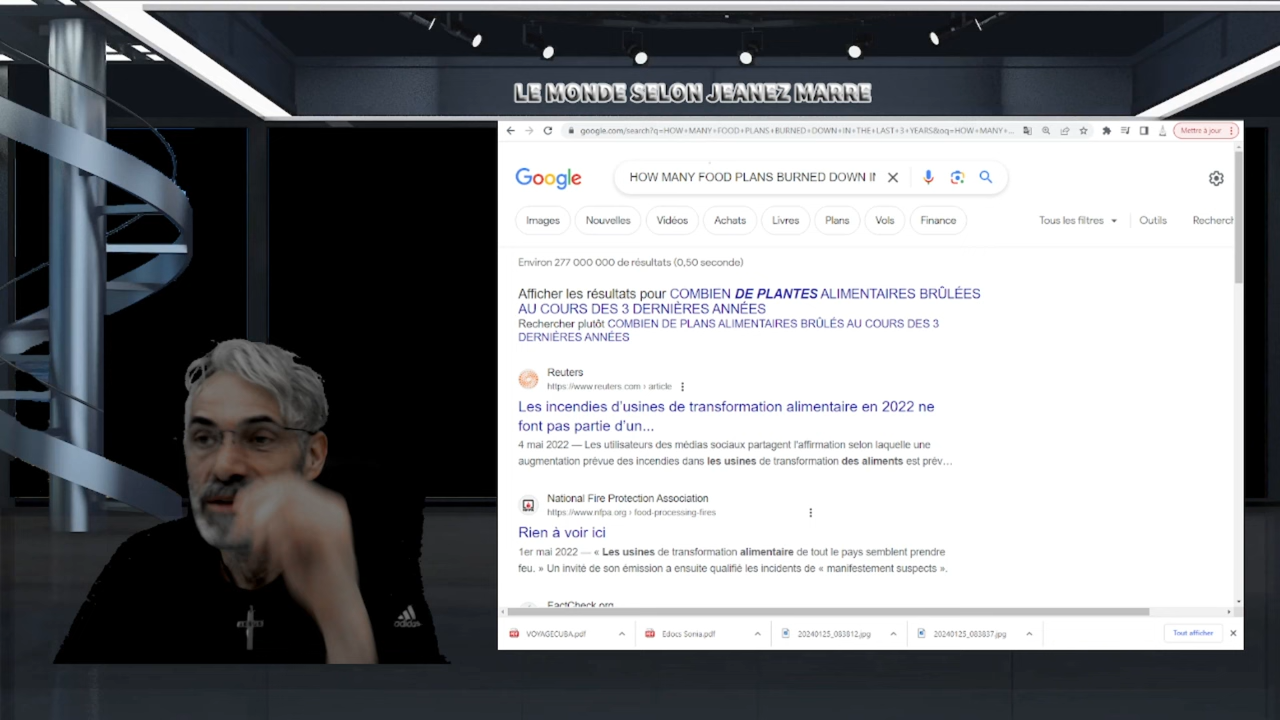 LE MONDE SELON JEANEZ MARRE
google.com/search?q=HOW+MANY+FOOD+PLANS+BURNED+DOWN+IN+THE+LAST+3+YEARS&oq=HOW+MANY+...
Mettre à jour
Google
HOW MANY FOOD PLANS BURNED DOWN IN
Images Nouvelles Vidéos Achats Livres Plans Vols Finance Tous les filtres Outils Recherch
Environ 277 000 000 de résultats (0,50 seconde)
Afficher les résultats pour COMBIEN DE PLANTES ALIMENTAIRES BRÛLÉES
AU COURS DES 3 DERNIÈRES ANNÉES
Rechercher plutôt COMBIEN DE PLANS ALIMENTAIRES BRÛLÉS AU COURS DES 3
DERNIÈRES ANNÉES
Reuters
https://www.reuters.com › article
Les incendies d'usines de transformation alimentaire en 2022 ne
font pas partie d'un...
4 mai 2022 — Les utilisateurs des médias sociaux partagent l'affirmation selon laquelle une
augmentation prévue des incendies dans les usines de transformation des aliments est prév...
National Fire Protection Association
https://www.nfpa.org › food-processing-fires
Rien à voir ici
1er mai 2022 — « Les usines de transformation alimentaire de tout le pays semblent prendre
feu. » Un invité de son émission a ensuite qualifié les incidents de « manifestement suspects ».
FactCheck.org
adidas
VOYAGECUBA.pdf Edocs Sonia.pdf 20240125_083812.jpg 20240125_083837.jpg Tout afficher